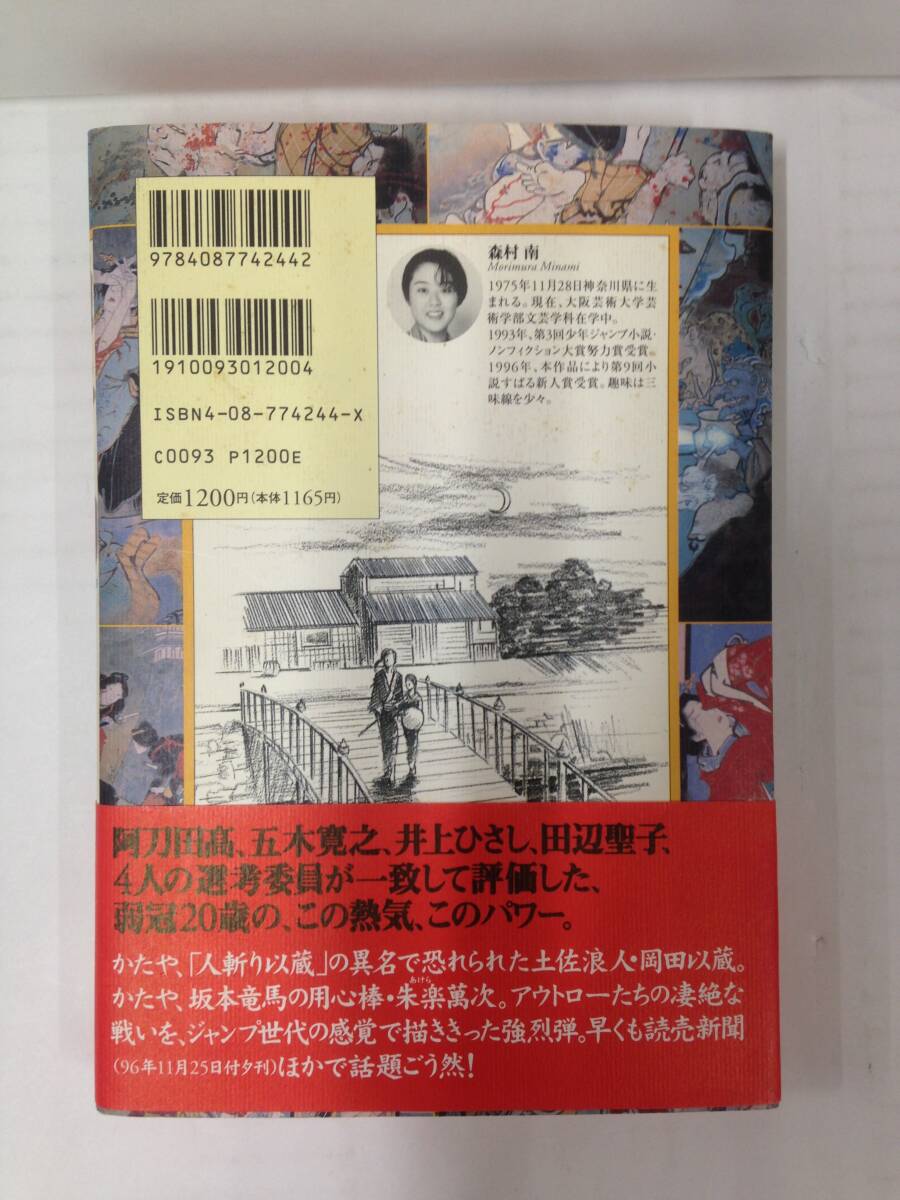 9784087742442
1910093012004
ISBN4-08-774244-X
C0093 P1200E
定価1200円(本体1165円)
森村 南
Morimura Minami
1975年11月28日神奈川県に生
まれる。現在、大阪芸術大学芸
術学部文芸学科在学中。
1993年、第3回少年ジャンプ小説・
ノンフィクション大賞努力賞受賞。
1996年、本作品により第9回小
説すばる新人賞受賞。趣味は三
味線を少々。
阿刀田高、五木寛之、井上ひさし、田辺聖子、
4人の選考委員が一致して評価した、
弱冠20歳の、この熱気、このパワー。
かたや、「人斬り以蔵」の異名で恐れられた土佐浪人・岡田以蔵。
あけら
かたや、坂本竜馬の用心棒・朱楽萬次。アウトローたちの凄絶な
戦いを、ジャンプ世代の感覚で描ききった強烈弾。早くも読売新聞
(96年11月25日付夕刊)ほかで話題ごう然!